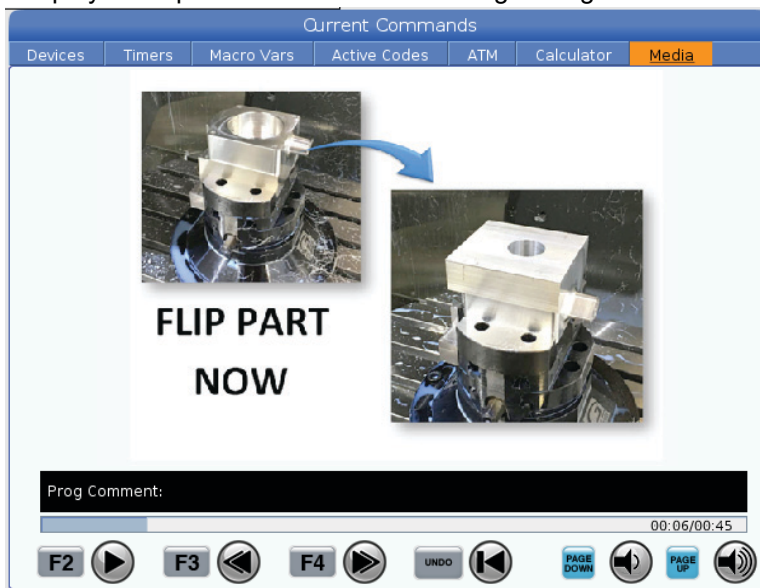 Current Commands
Devices Timers Macro Vars Active Codes ATM Calculator Media
FLIP PART
NOW
Prog Comment:
00:06/00:45
F2 F3 F4 UNDO PAGE DOWN PAGE UP